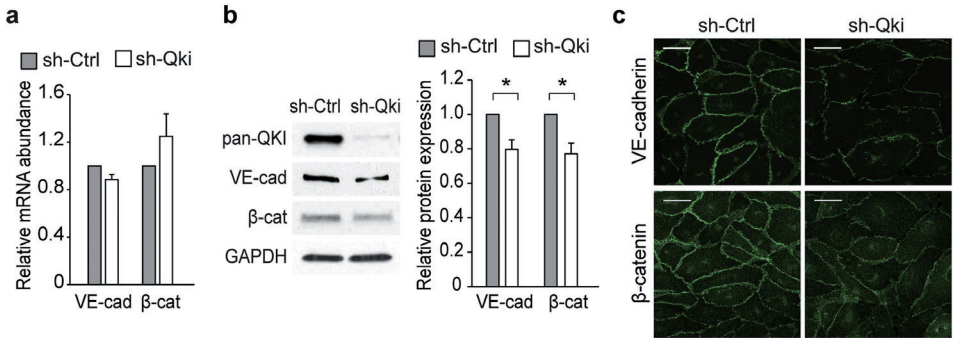 a
sh-Ctrl sh-Qki
Relative mRNA abundance
1.6
1.2
0.8
0.4
0
VE-cad β-cat
b
sh-Ctrl sh-Qki
pan-QKI
VE-cad
β-cat
GAPDH
sh-Ctrl sh-Qki
Relative protein expression
1.2
1.0
0.8
0.6
0.4
0.2
0
* *
VE-cad β-cat
c
sh-Ctrl sh-Qki
VE-cadherin
β-catenin